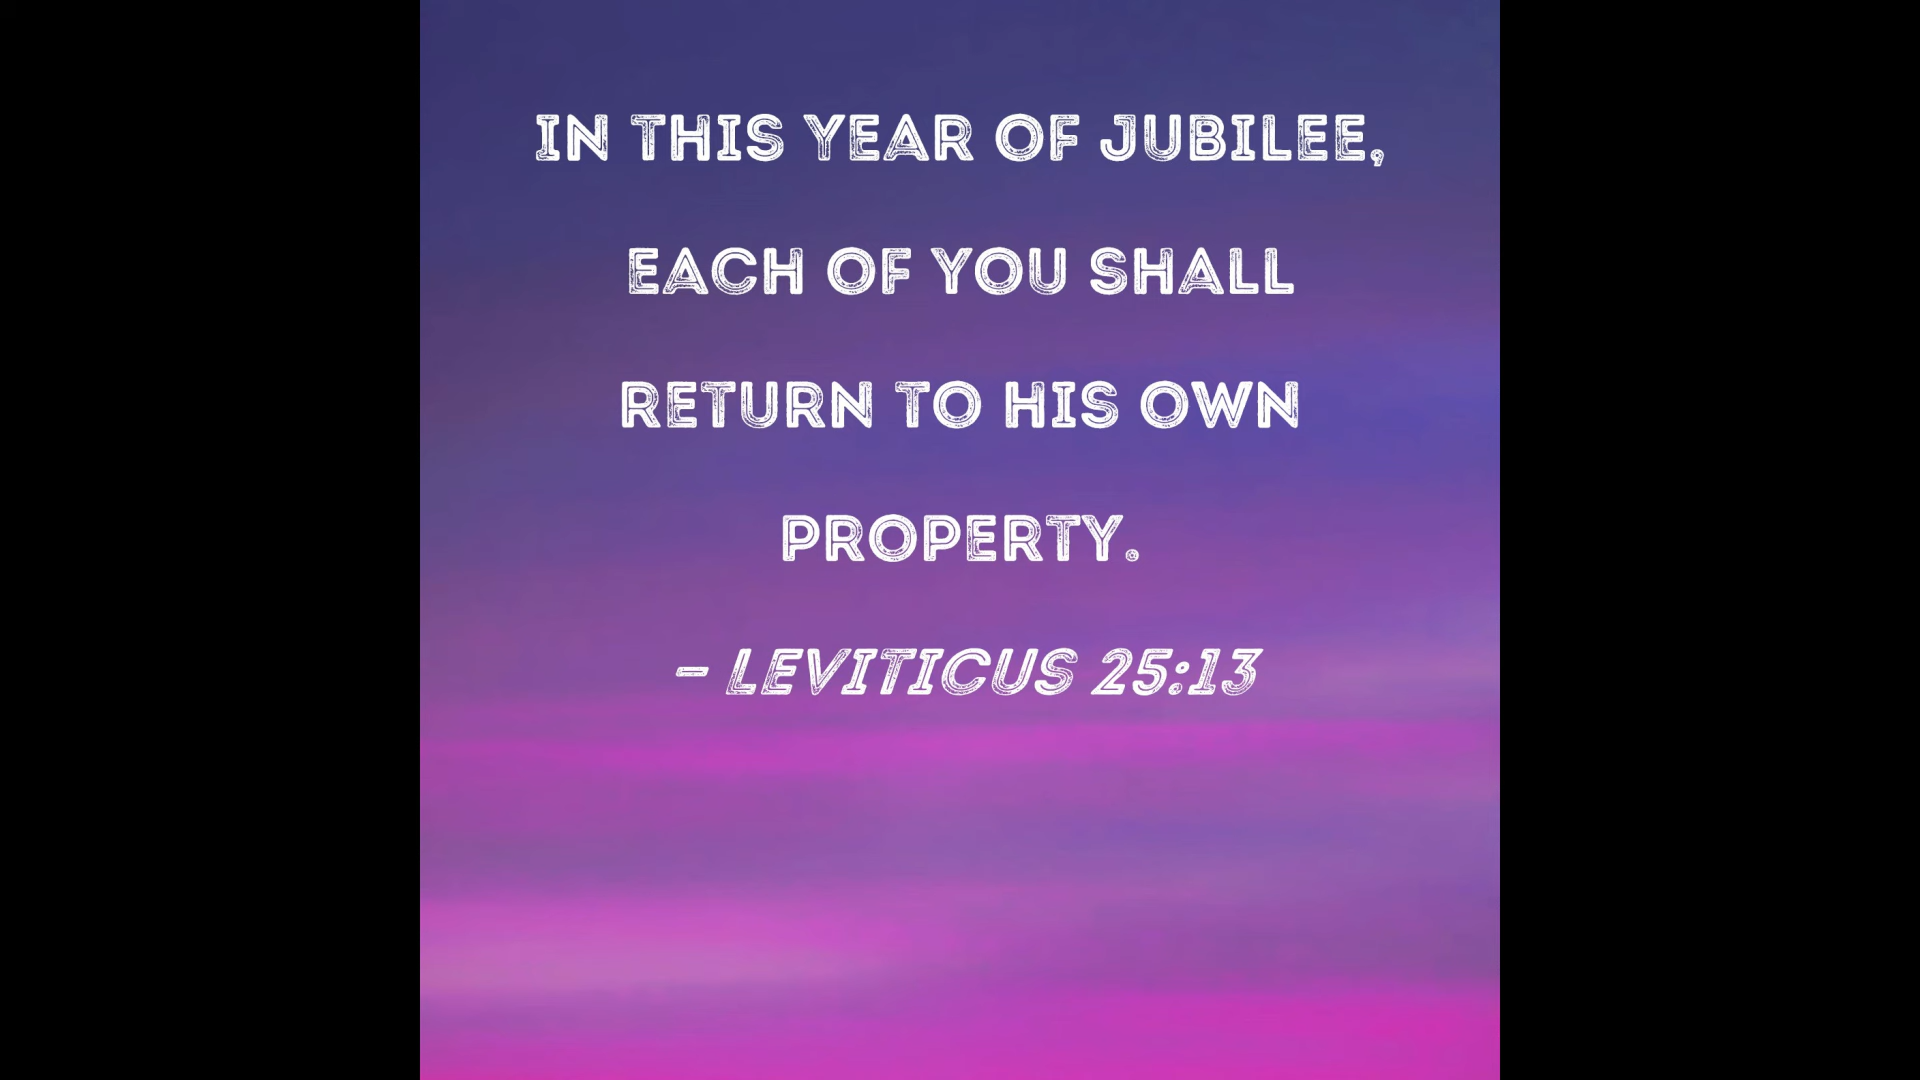 IN THIS YEAR OF JUBILEE,
EACH OF YOU SHALL
RETURN TO HIS OWN
PROPERTY.
- LEVITICUS 25:13